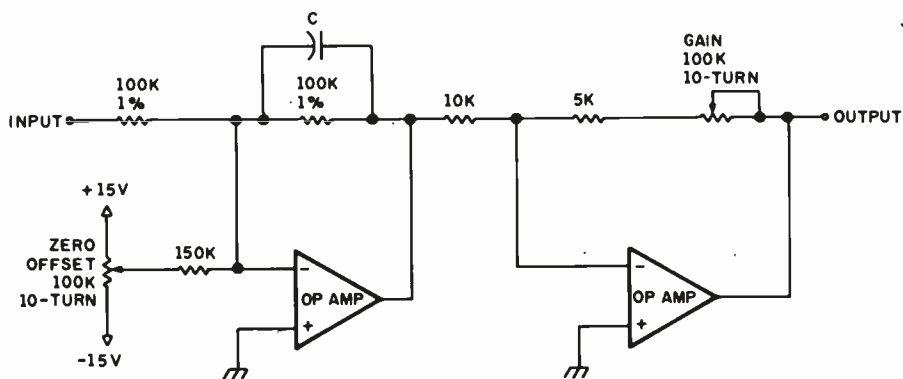 C
100K
1%
100K
1%
10K
5K
GAIN
100K
10-TURN
INPUT
OUTPUT
+15V
ZERO
OFFSET
100K
10-TURN
150K
-15V
−
OP AMP
+
−
OP AMP
+